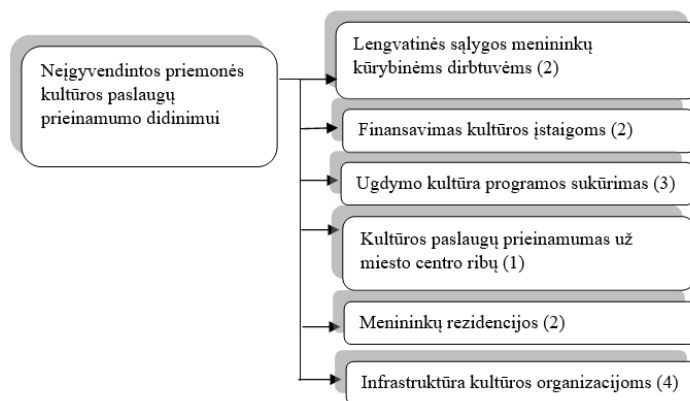 Neįgyvendintos priemonės
kultūros paslaugų
prieinamumo didinimui
Lengvatinės sąlygos menininkų
kūrybinėms dirbtuvėms (2)
Finansavimas kultūros įstaigoms (2)
Ugdymo kultūra programos sukūrimas (3)
Kultūros paslaugų prieinamumas už
miesto centro ribų (1)
Menininkų rezidencijos (2)
Infrastruktūra kultūros organizacijoms (4)